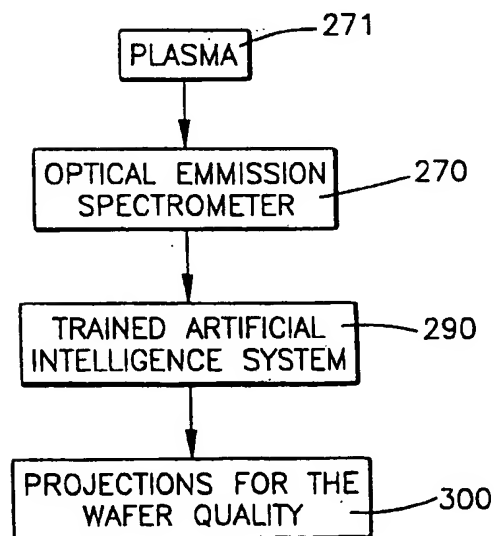 271
PLASMA
OPTICAL EMMISSION
SPECTROMETER
270
TRAINED ARTIFICIAL
INTELLIGENCE SYSTEM
290
PROJECTIONS FOR THE
WAFER QUALITY
300